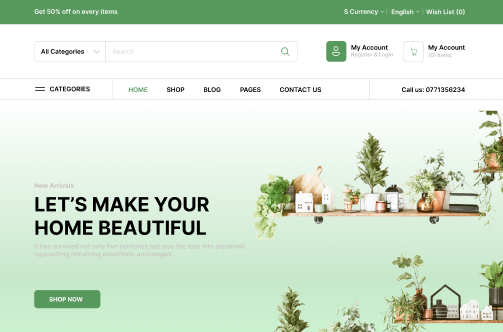 Get 50% off on every items
S Currency
English
Wish List (0)
All Categories
Search
My Account
Register & Login
My Account
CATEGORIES
HOME
SHOP
BLOG
PAGES
CONTACT US
Call us: 0771356234
New Arrivals
LET'S MAKE YOUR
HOME BEAUTIFUL
It has survived not only five centuries,but also the leap into electronic
typesetting remaining essentially unchanged.
SHOP NOW